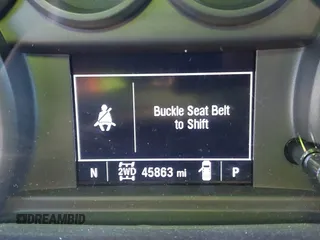 Buckle Seat Belt
to Shift
N 2WD 45863 mi P
DREAMBID